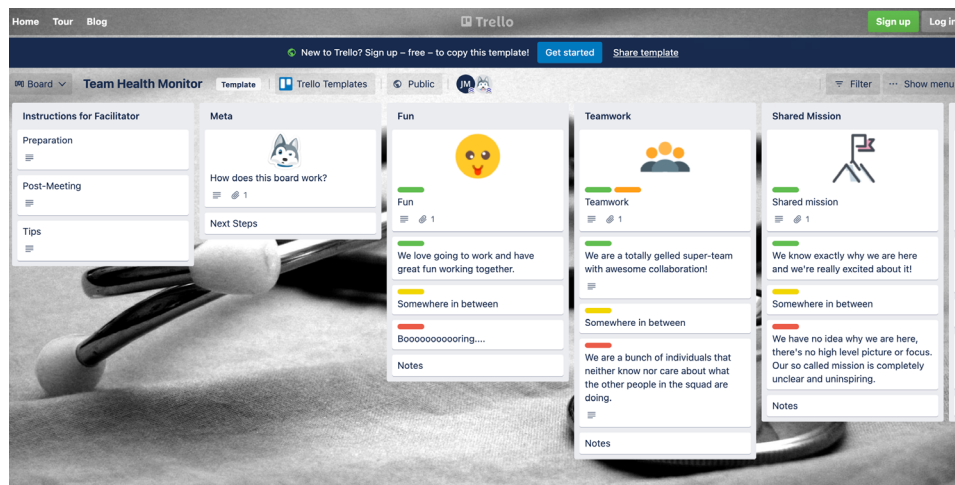 Home Tour Blog
Trello
Sign up
Log in
New to Trello? Sign up – free – to copy this template!
Get started
Share template
Board
Team Health Monitor
Template
Trello Templates
Public
JM
Filter
Show menu
Instructions for Facilitator
Preparation
Post-Meeting
Tips
Meta
How does this board work?
1
Next Steps
Fun
Fun
1
We love going to work and have
great fun working together.
Somewhere in between
Booooooooooring....
Notes
Teamwork
Teamwork
1
We are a totally gelled super-team
with awesome collaboration!
Somewhere in between
We are a bunch of individuals that
neither know nor care about what
the other people in the squad are
doing.
Notes
Shared Mission
Shared mission
1
We know exactly why we are here
and we're really excited about it!
Somewhere in between
We have no idea why we are here,
there's no high level picture or focus.
Our so called mission is completely
unclear and uninspiring.
Notes